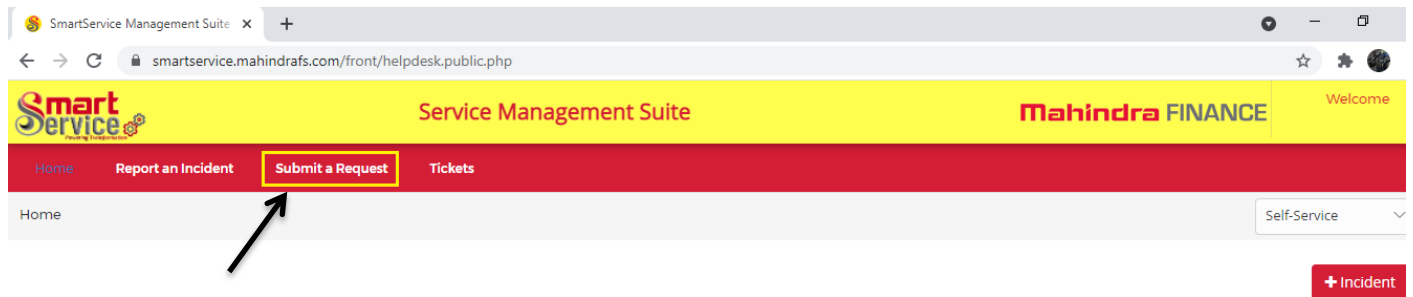 SmartService Management Suite
smartservice.mahindrafs.com/front/helpdesk.public.php
Smart Service Service Management Suite Mahindra FINANCE Welcome
Home Report an Incident Submit a Request Tickets
Home Self-Service
+ Incident